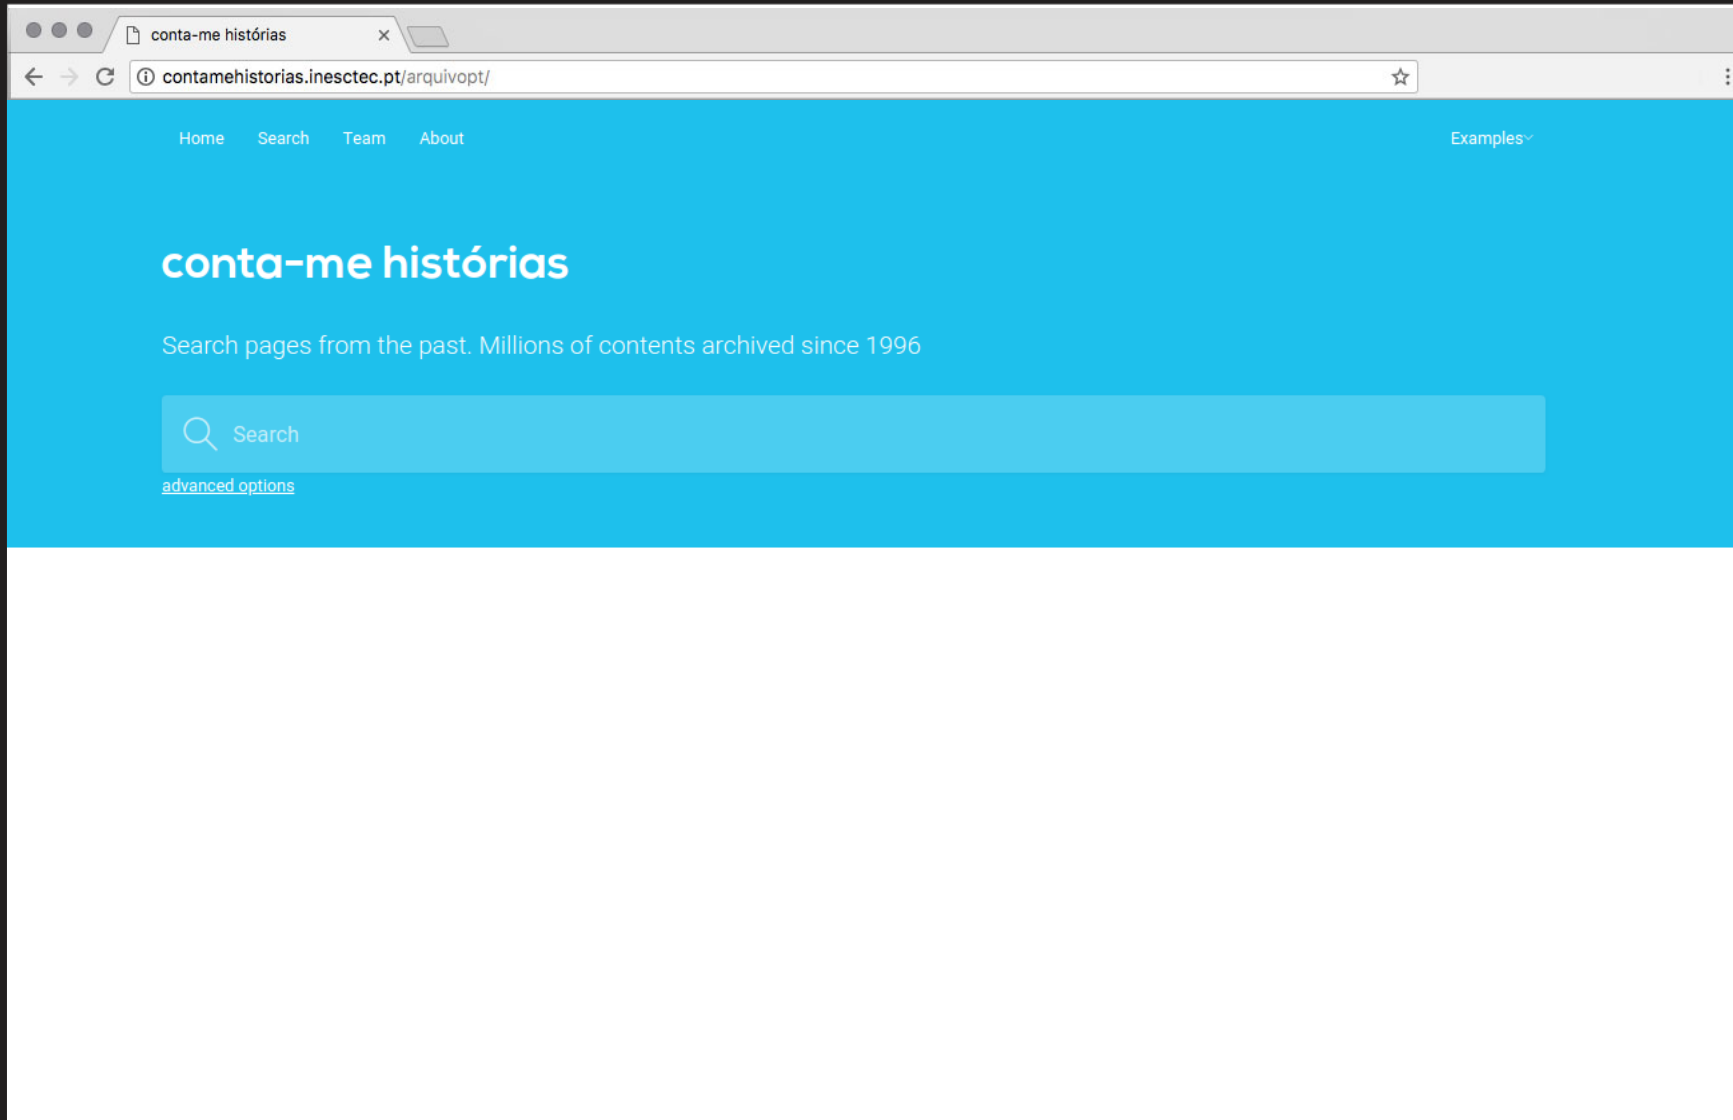 conta-me histórias
contamehistorias.inesctec.pt/arquivopt/
Home Search Team About Examples
conta-me histórias
Search pages from the past. Millions of contents archived since 1996
Search
advanced options